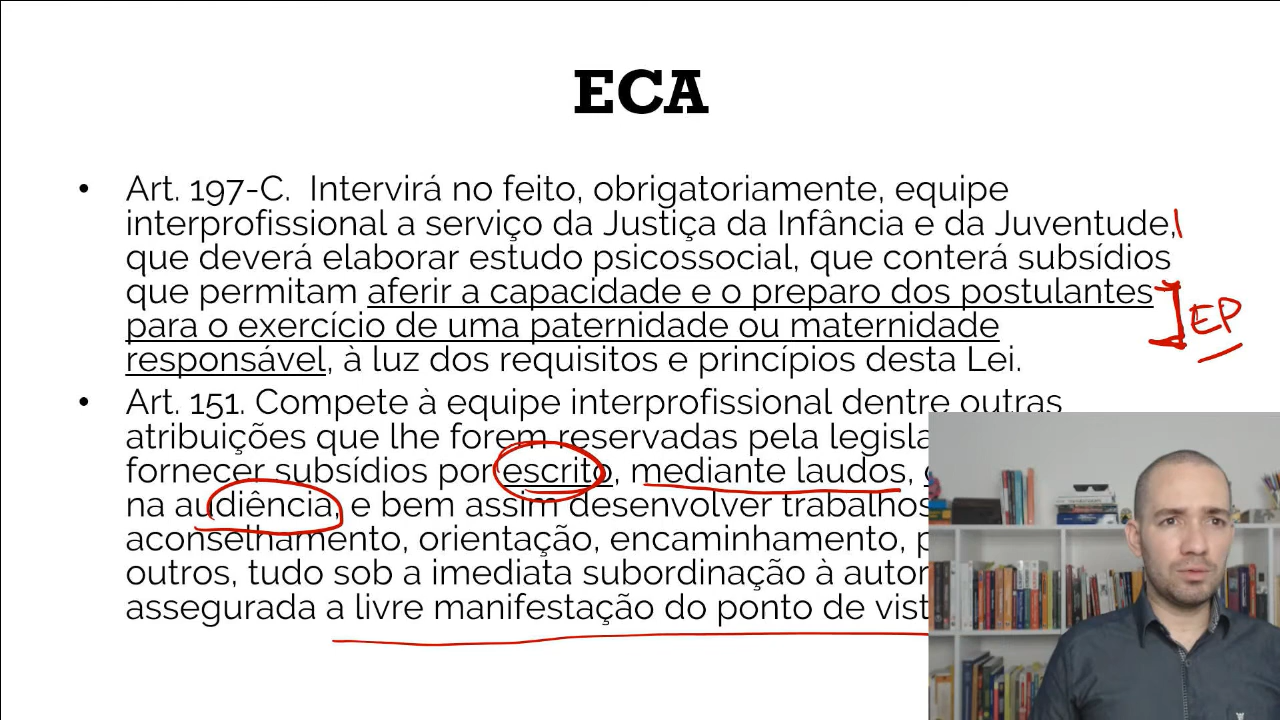 ECA
• Art. 197-C. Intervirá no feito, obrigatoriamente, equipe
interprofissional a serviço da Justiça da Infância e da Juventude,
que deverá elaborar estudo psicossocial, que conterá subsídios
que permitam aferir a capacidade e o preparo dos postulantes
para o exercício de uma paternidade ou maternidade
responsável, à luz dos requisitos e princípios desta Lei.
EP
• Art. 151. Compete à equipe interprofissional dentre outras
atribuições que lhe forem reservadas pela
fornecer subsídios por escrito, mediante laudos,
na audiência, e bem assim desenvolver trabalhos
aconselhamento, orientação, encaminhamento,
outros, tudo sob a imediata subordinação à
assegurada a livre manifestação do ponto de